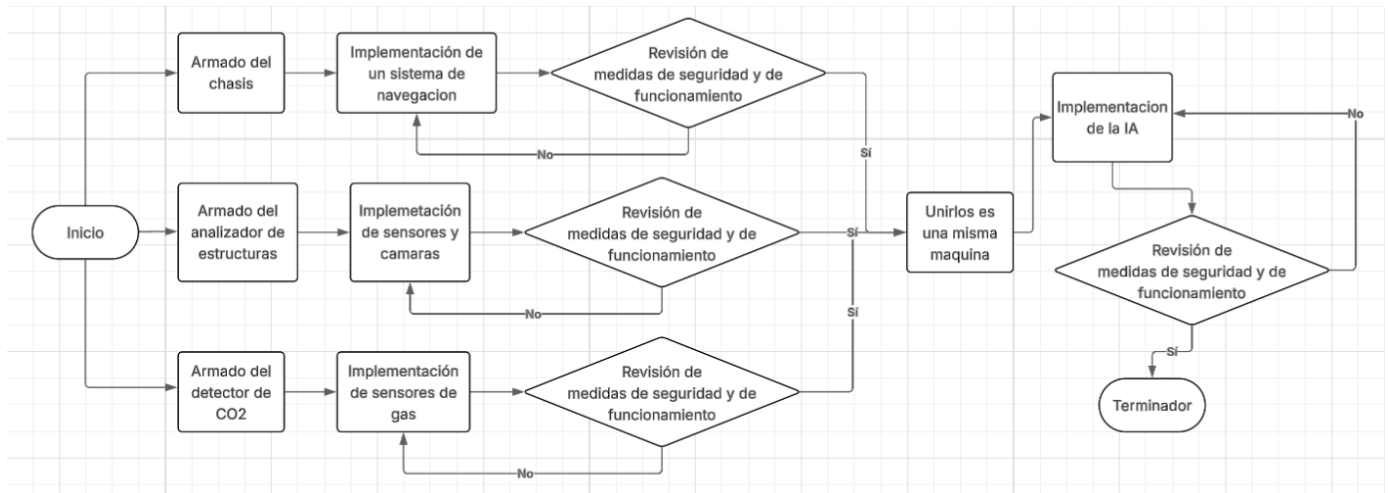 Armado del
chasis
Implementación de
un sistema de
navegacion
Revisión de
medidas de seguridad y de
funcionamiento
No
Sí
Inicio
Armado del
analizador de
estructuras
Implemetación
de sensores y
camaras
Revisión de
medidas de seguridad y de
funcionamiento
No
Sí
Armado del
detector de
CO2
Implementación
de sensores de
gas
Revisión de
medidas de seguridad y de
funcionamiento
No
Sí
Unirlos es
una misma
maquina
Implementacion
de la IA
No
Revisión de
medidas de seguridad y de
funcionamiento
Sí
Terminador